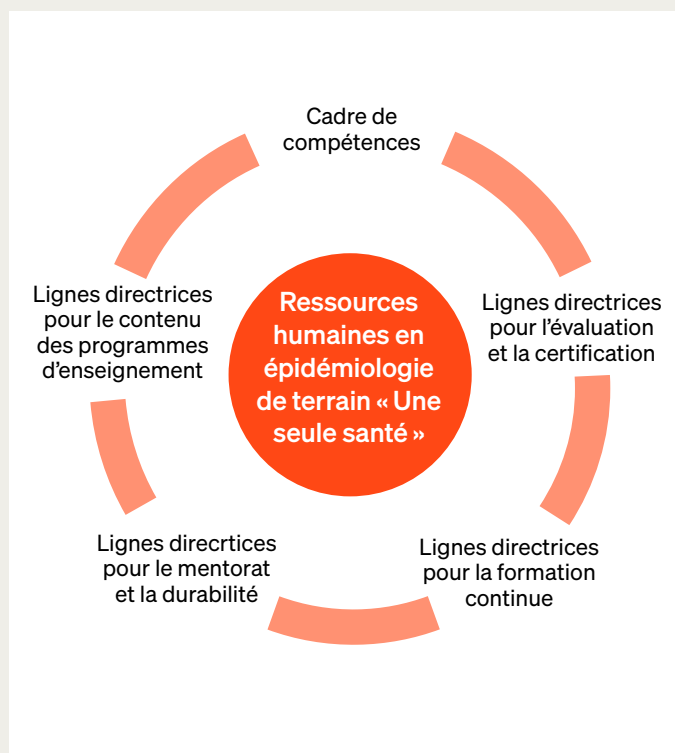 Cadre de
compétences
Lignes directrices
pour le contenu
des programmes
d'enseignement
Ressources
humaines en
épidémiologie
de terrain « Une
seule santé »
Lignes directrices
pour l'évaluation
et la certification
Lignes direcrtices
pour le mentorat
et la durabilité
Lignes directrices
pour la formation
continue